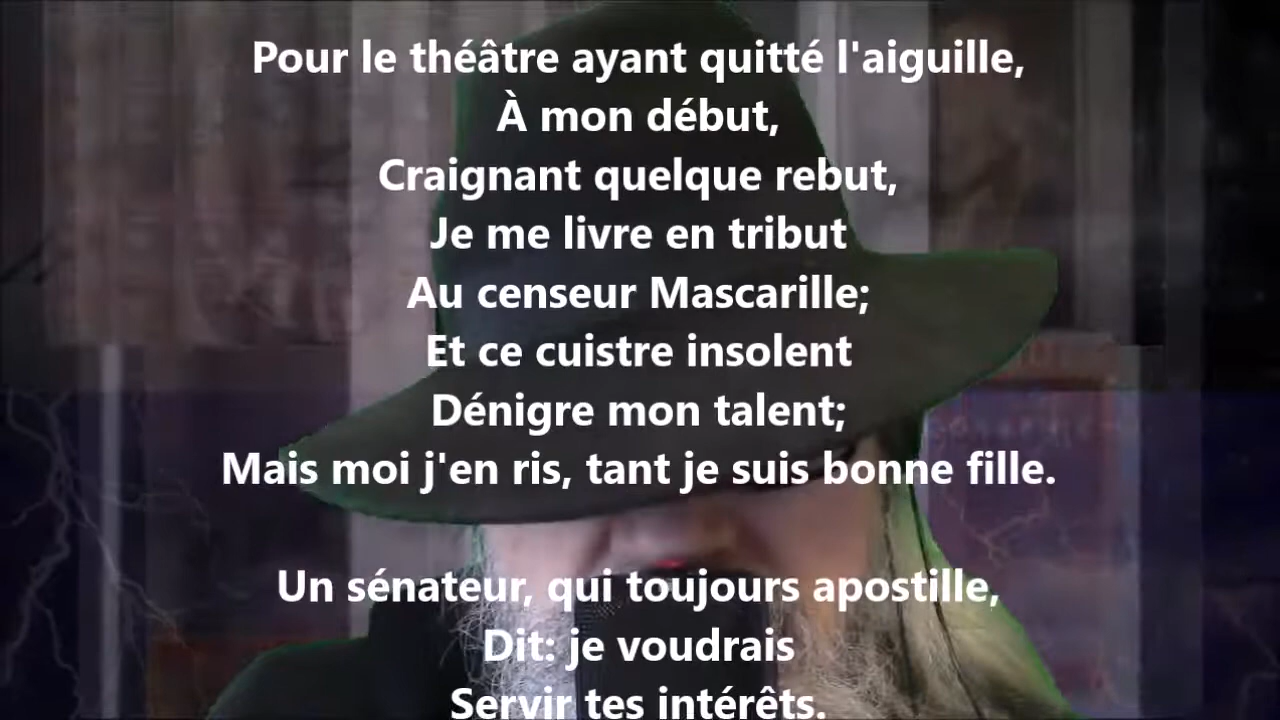 Pour le théâtre ayant quitté l'aiguille,
À mon début,
Craignant quelque rebut,
Je me livre en tribut
Au censeur Mascarille;
Et ce cuistre insolent
Dénigre mon talent;
Mais moi j'en ris, tant je suis bonne fille.
Un sénateur, qui toujours apostille,
Dit: je voudrais
Servir tes intérêts.